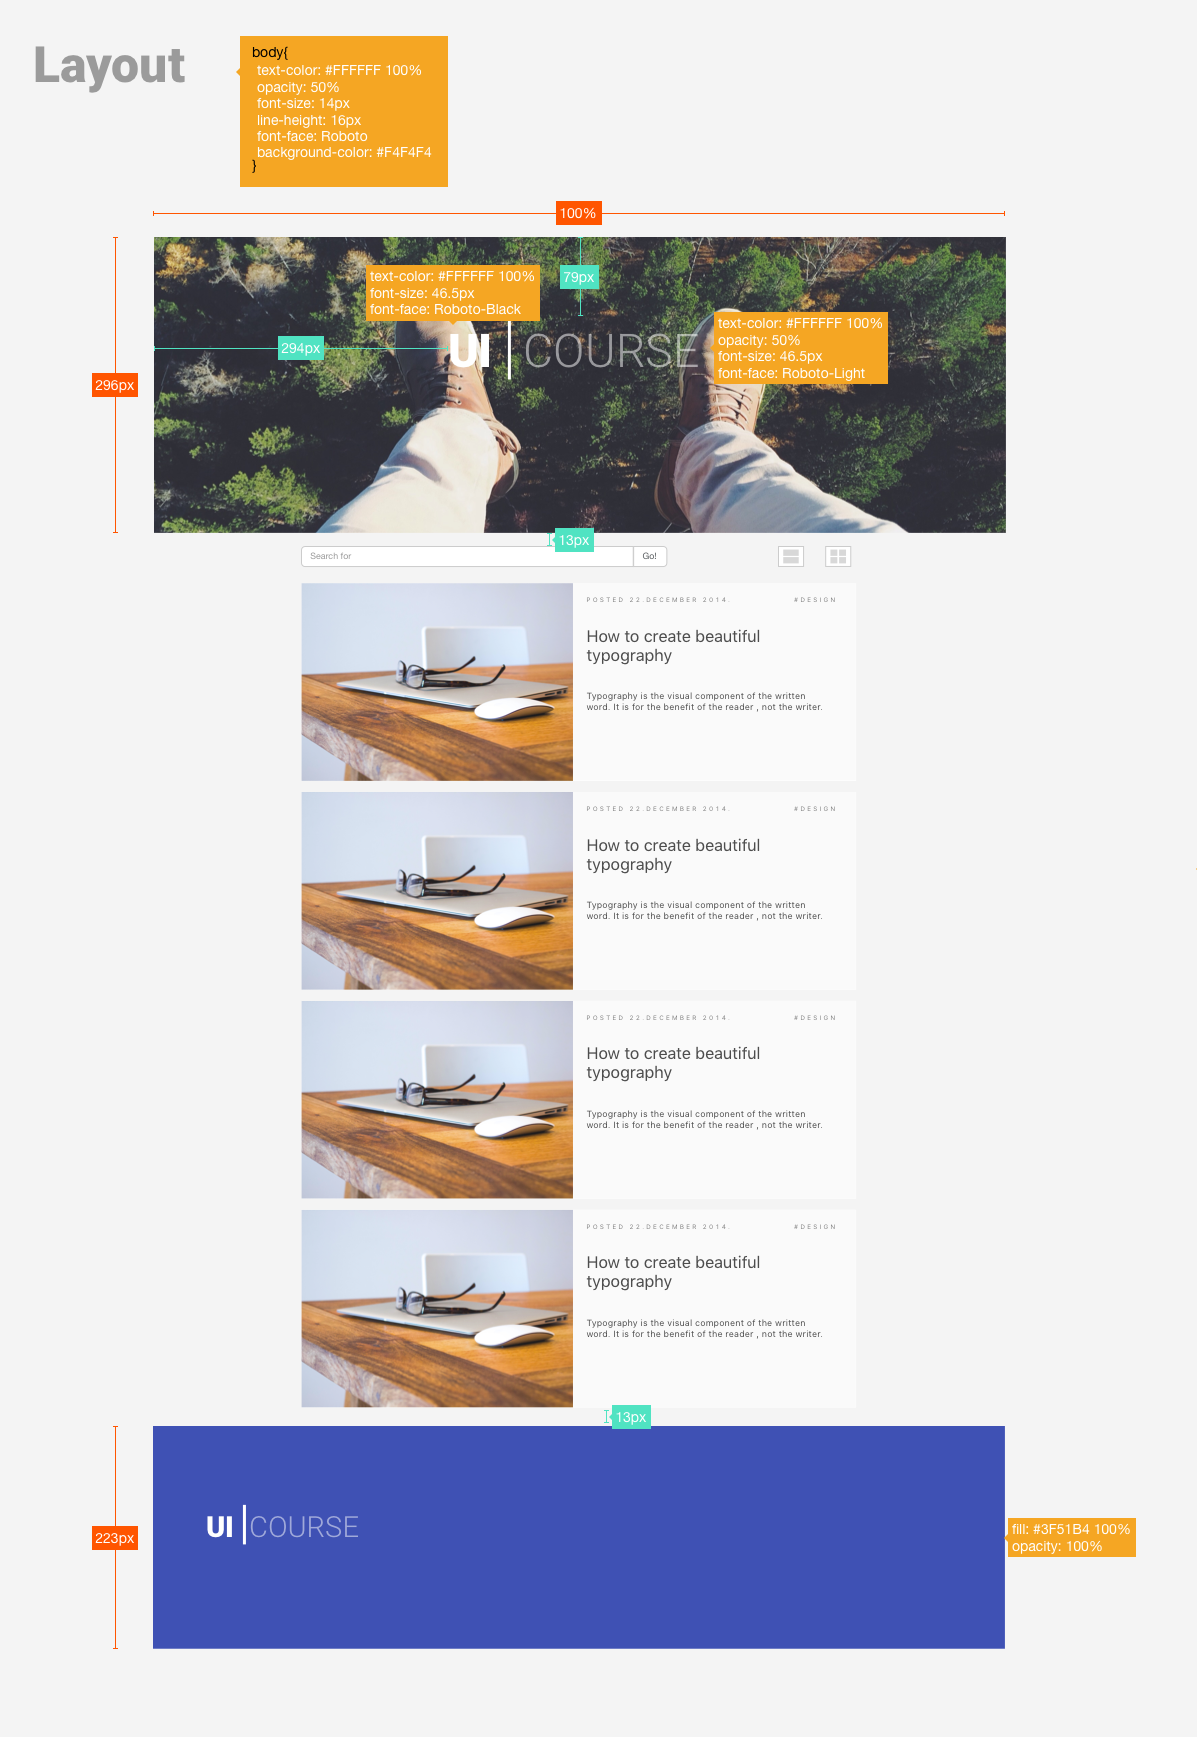 Layout
body{
text-color: #FFFFFF 100%
opacity: 50%
font-size: 14px
line-height: 16px
font-face: Roboto
background-color: #F4F4F4
}
100%
text-color: #FFFFFF 100%
font-size: 46.5px
font-face: Roboto-Black
79px
text-color: #FFFFFF 100%
opacity: 50%
font-size: 46.5px
font-face: Roboto-Light
294px
UI | COURSE
296px
13px
Search for
Go!
POSTED 22.DECEMBER 2014. #DESIGN
How to create beautiful
typography
Typography is the visual component of the written
word. It is for the benefit of the reader , not the writer.
POSTED 22.DECEMBER 2014. #DESIGN
How to create beautiful
typography
Typography is the visual component of the written
word. It is for the benefit of the reader , not the writer.
POSTED 22.DECEMBER 2014. #DESIGN
How to create beautiful
typography
Typography is the visual component of the written
word. It is for the benefit of the reader , not the writer.
POSTED 22.DECEMBER 2014. #DESIGN
How to create beautiful
typography
Typography is the visual component of the written
word. It is for the benefit of the reader , not the writer.
13px
UI | COURSE
223px
fill: #3F51B4 100%
opacity: 100%